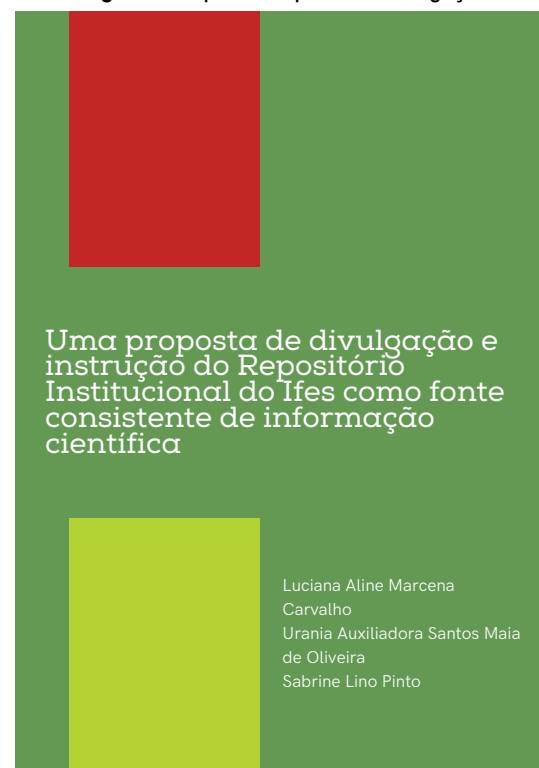 Uma proposta de divulgação e
instrução do Repositório
Institucional do Ifes como fonte
consistente de informação
científica
Luciana Aline Marcena
Carvalho
Urania Auxiliadora Santos Maia
de Oliveira
Sabrine Lino Pinto